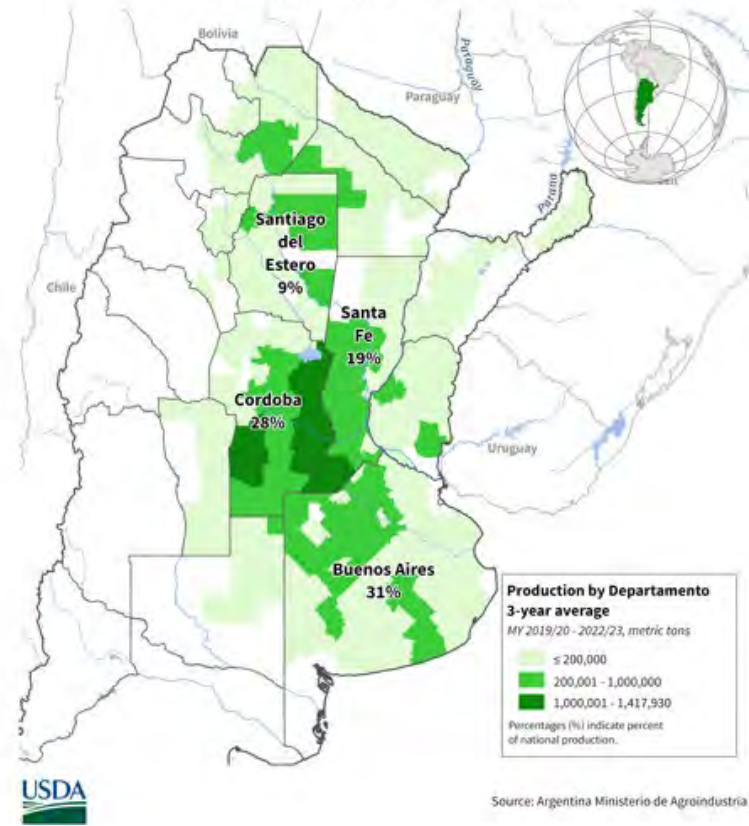 Bolivia
Paraguay
Paraguay
Parana
Santiago
del
Estero
9%
Chile
Santa
Fe
19%
Cordoba
28%
Uruguay
Buenos Aires
31%
Production by Departamento
3-year average
MY 2019/20 - 2022/23, metric tons
≤ 200,000
200,001 - 1,000,000
1,000,001 - 1,417,930
Percentages (%) indicate percent
of national production.
USDA
Source: Argentina Ministerio de Agroindustria